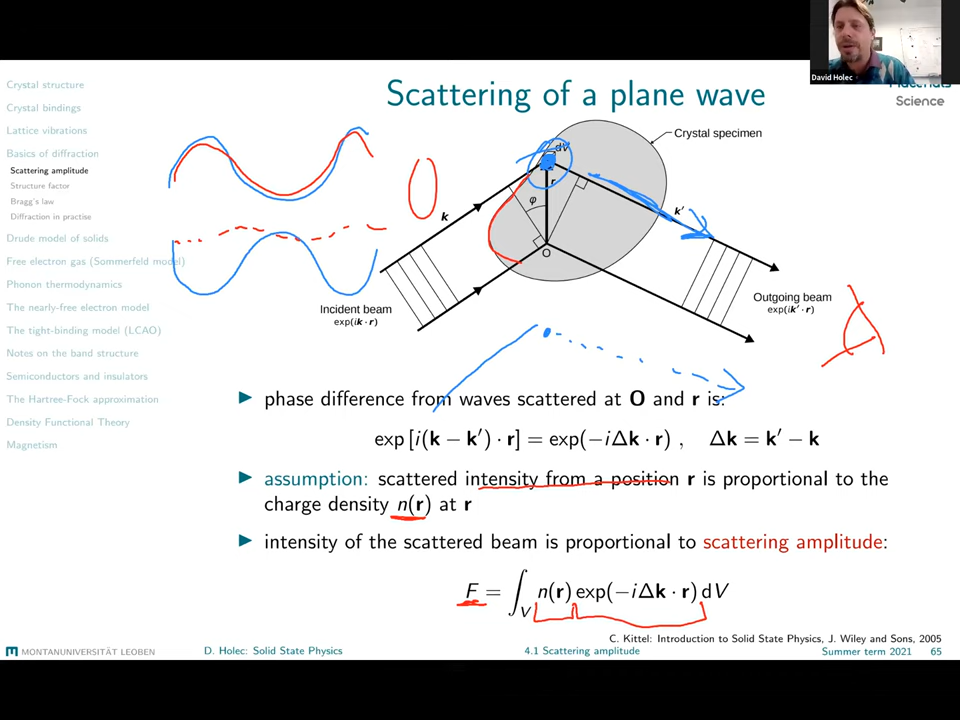 David Holec
Materials
Science
Crystal structure
Crystal bindings
Lattice vibrations
Basics of diffraction
Scattering amplitude
Structure factor
Bragg's law
Diffraction in practise
Drude model of solids
Free electron gas (Sommerfeld model)
Phonon thermodynamics
The nearly-free electron model
The tight-binding model (LCAO)
Notes on the band structure
Semiconductors and insulators
The Hartree-Fock approximation
Density Functional Theory
Magnetism
Scattering of a plane wave
Crystal specimen
dV
r
φ
k
k′
O
Incident beam
exp(ik · r)
Outgoing beam
exp(ik′ · r)
▶ phase difference from waves scattered at O and r is:
exp [i(k − k′) · r] = exp(−iΔk · r) , Δk = k′ − k
▶ assumption: scattered intensity from a position r is proportional to the
charge density n(r) at r
▶ intensity of the scattered beam is proportional to scattering amplitude:
F = ∫V n(r) exp(−iΔk · r) dV
C. Kittel: Introduction to Solid State Physics, J. Wiley and Sons, 2005
MONTANUNIVERSITÄT LEOBEN D. Holec: Solid State Physics 4.1 Scattering amplitude Summer term 2021 65